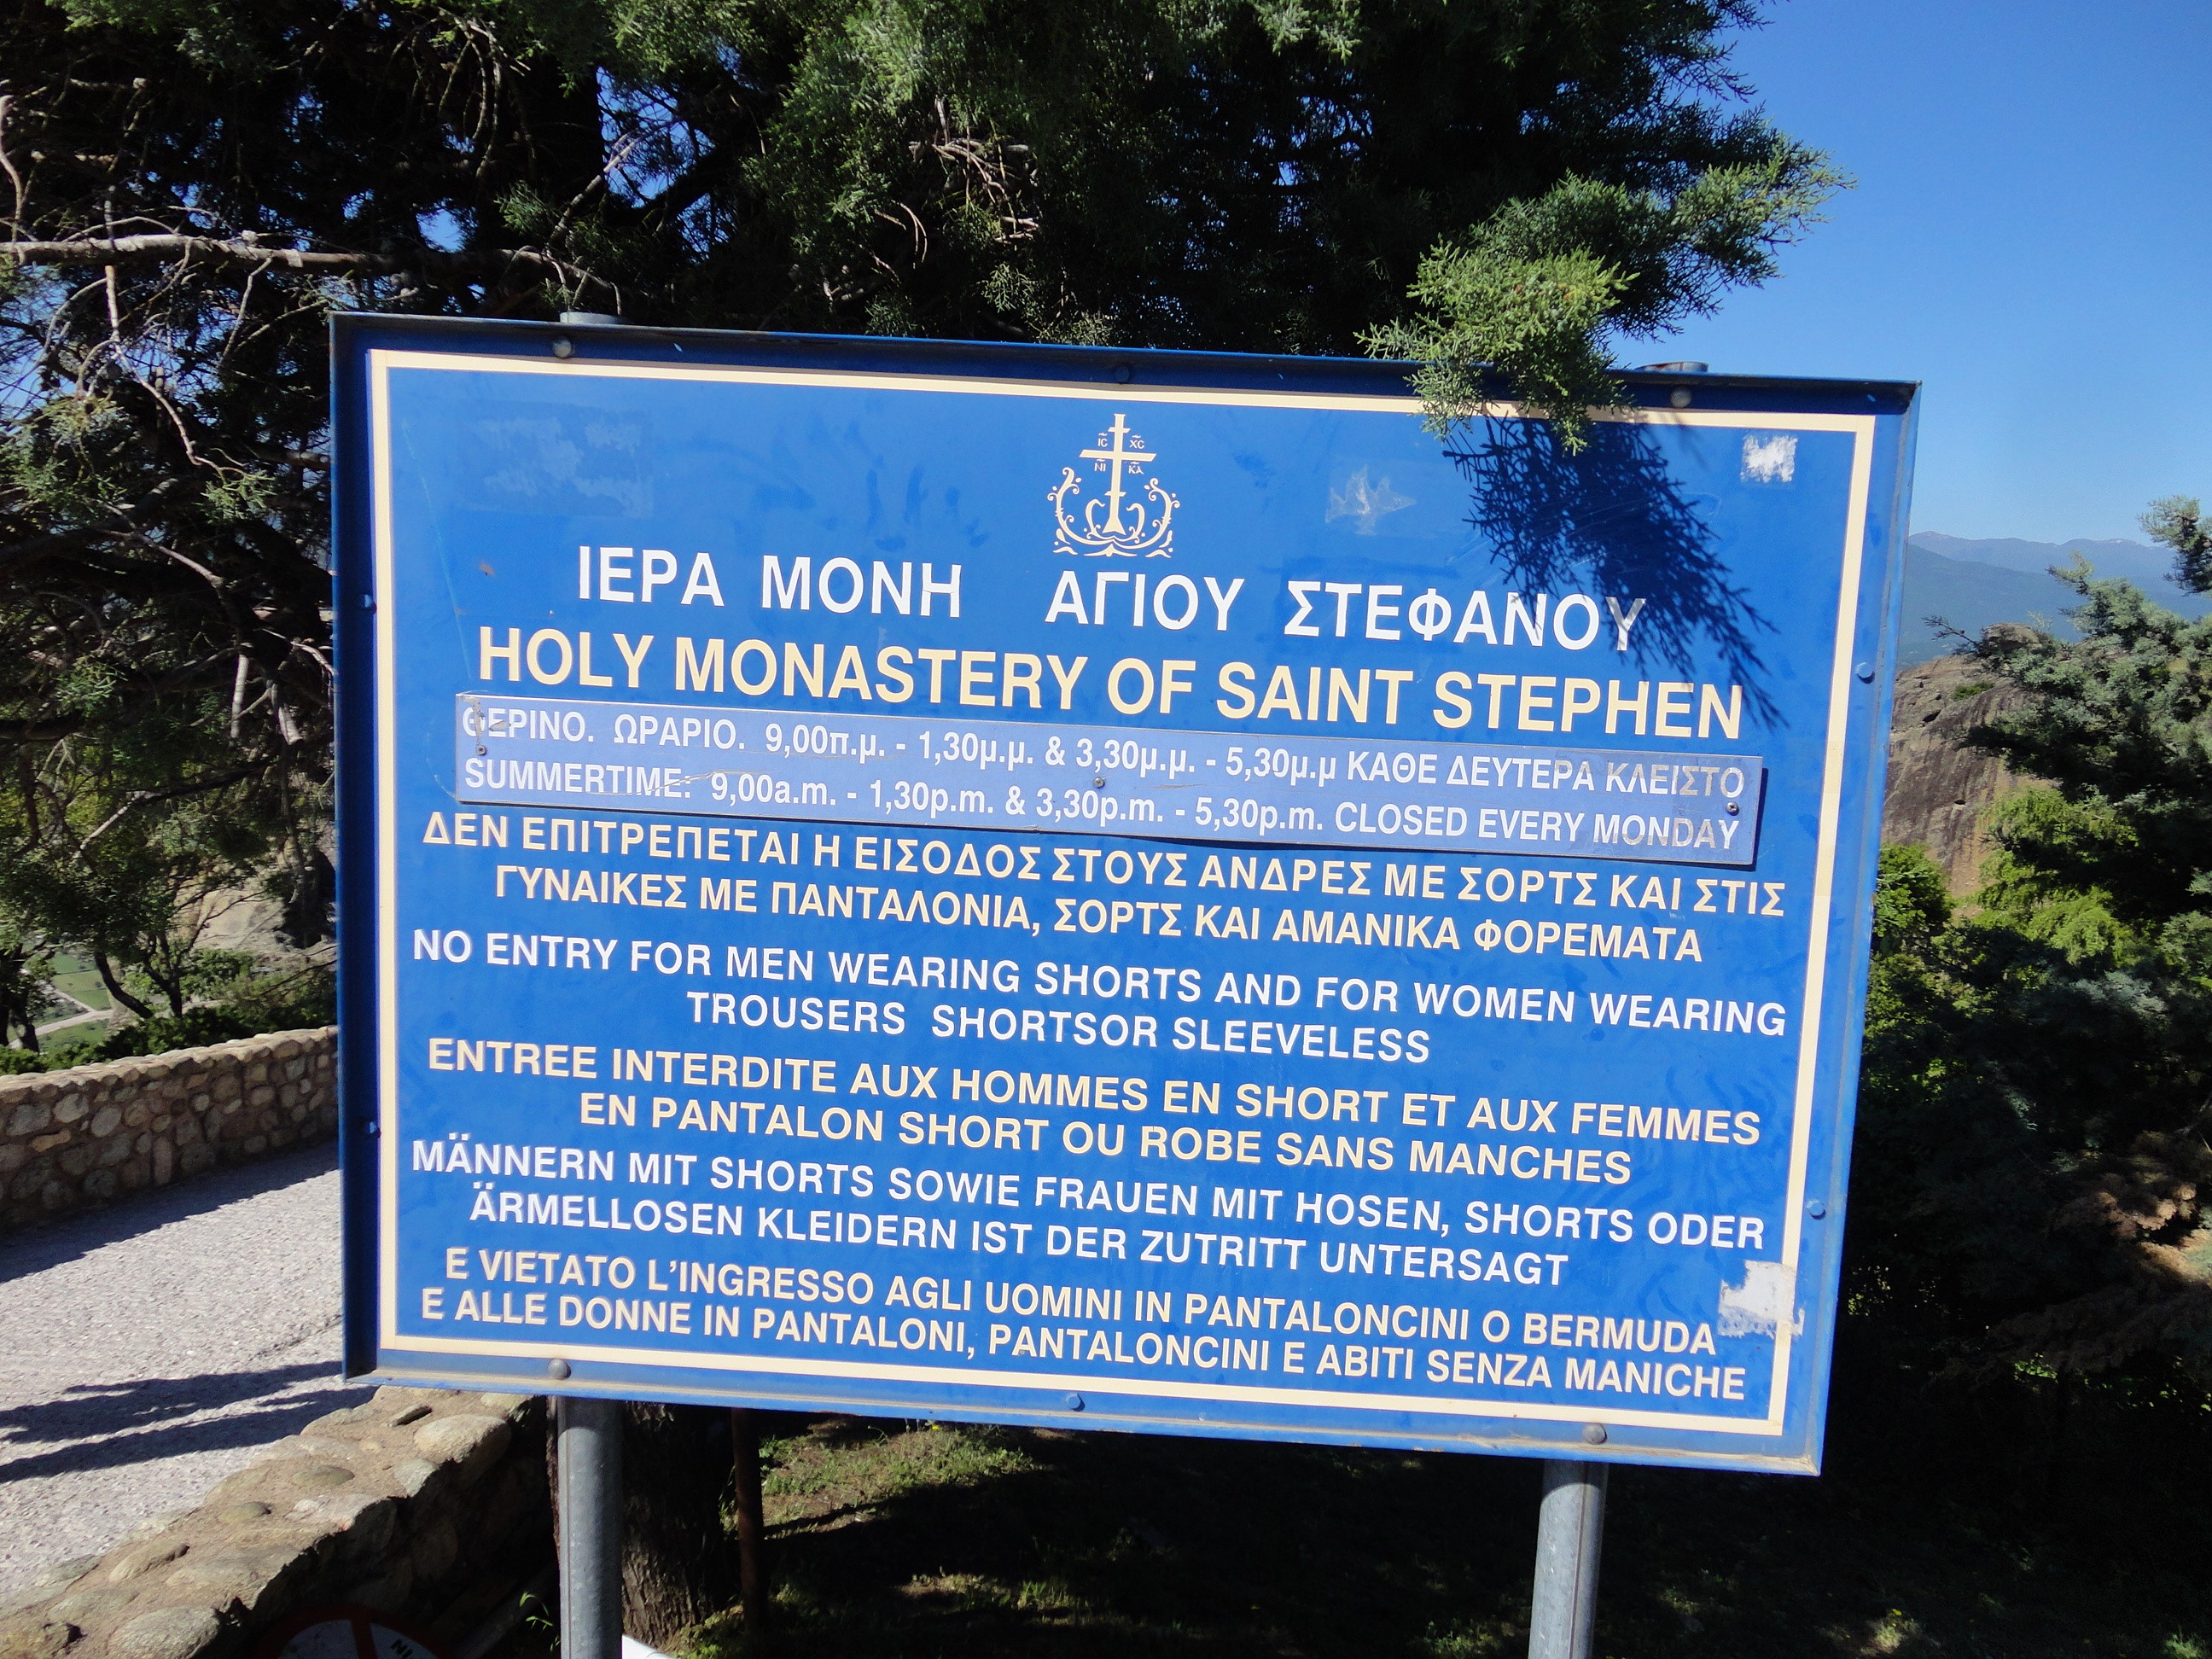 IC XC
NI KA
ΙΕΡΑ ΜΟΝΗ ΑΓΙΟΥ ΣΤΕΦΑΝΟΥ
HOLY MONASTERY OF SAINT STEPHEN
ΘΕΡΙΝΟ. ΩΡΑΡΙΟ. 9,00π.μ. - 1,30μ.μ. & 3,30μ.μ. - 5,30μ.μ ΚΑΘΕ ΔΕΥΤΕΡΑ ΚΛΕΙΣΤΟ
SUMMERTIME: 9,00a.m. - 1,30p.m. & 3,30p.m. - 5,30p.m. CLOSED EVERY MONDAY
ΔΕΝ ΕΠΙΤΡΕΠΕΤΑΙ Η ΕΙΣΟΔΟΣ ΣΤΟΥΣ ΑΝΔΡΕΣ ΜΕ ΣΟΡΤΣ ΚΑΙ ΣΤΙΣ
ΓΥΝΑΙΚΕΣ ΜΕ ΠΑΝΤΑΛΟΝΙΑ, ΣΟΡΤΣ ΚΑΙ ΑΜΑΝΙΚΑ ΦΟΡΕΜΑΤΑ
NO ENTRY FOR MEN WEARING SHORTS AND FOR WOMEN WEARING
TROUSERS SHORTSOR SLEEVELESS
ENTREE INTERDITE AUX HOMMES EN SHORT ET AUX FEMMES
EN PANTALON SHORT OU ROBE SANS MANCHES
MÄNNERN MIT SHORTS SOWIE FRAUEN MIT HOSEN, SHORTS ODER
ÄRMELLOSEN KLEIDERN IST DER ZUTRITT UNTERSAGT
E VIETATO L'INGRESSO AGLI UOMINI IN PANTALONCINI O BERMUDA
E ALLE DONNE IN PANTALONI, PANTALONCINI E ABITI SENZA MANICHE